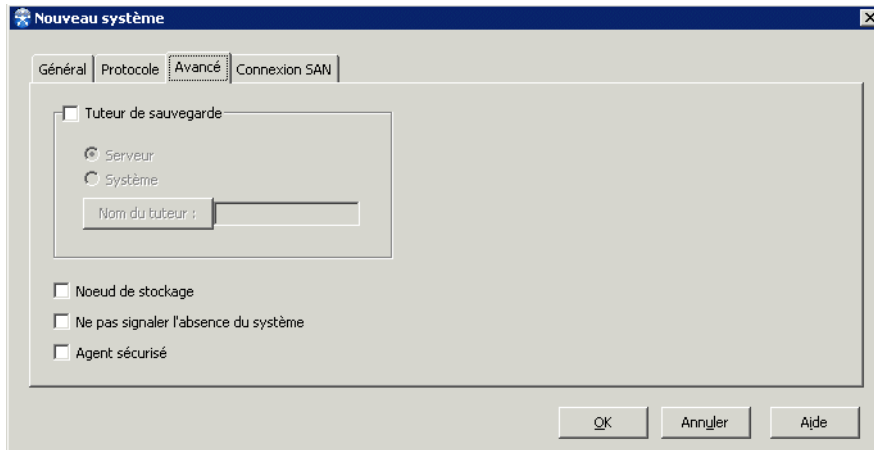 Nouveau système
Général Protocole Avancé Connexion SAN
Tuteur de sauvegarde
Serveur
Système
Nom du tuteur :
Noeud de stockage
Ne pas signaler l'absence du système
Agent sécurisé
OK Annuler Aide